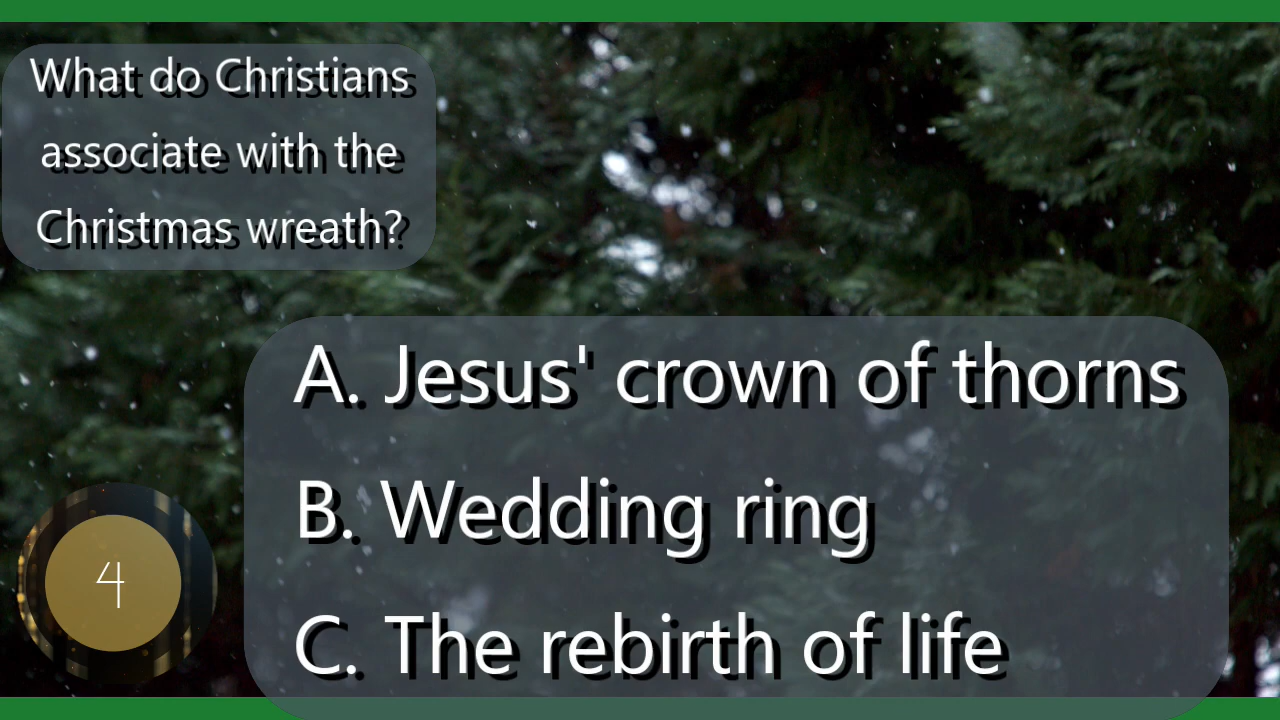 What do Christians
associate with the
Christmas wreath?
A. Jesus' crown of thorns
B. Wedding ring
C. The rebirth of life
4